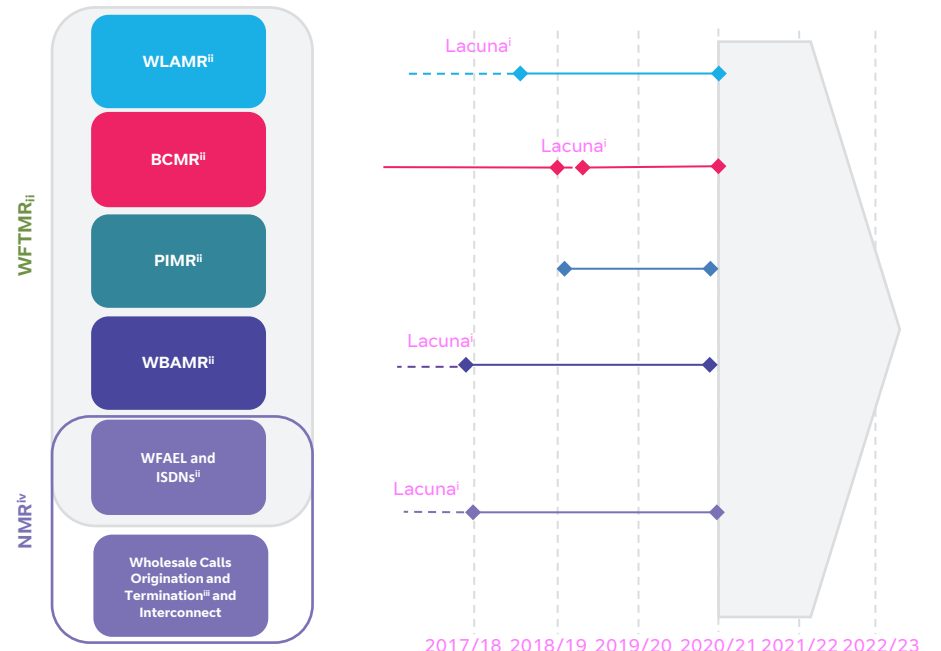 WFTMRii
NMRiv
WLAMRii
BCMRii
PIMRii
WBAMRii
WFAEL and
ISDNsii
Wholesale Calls
Origination and
Terminationiii and
Interconnect
Lacunai
Lacunai
Lacunai
Lacunai
2017/18 2018/19 2019/20 2020/21 2021/22 2022/23